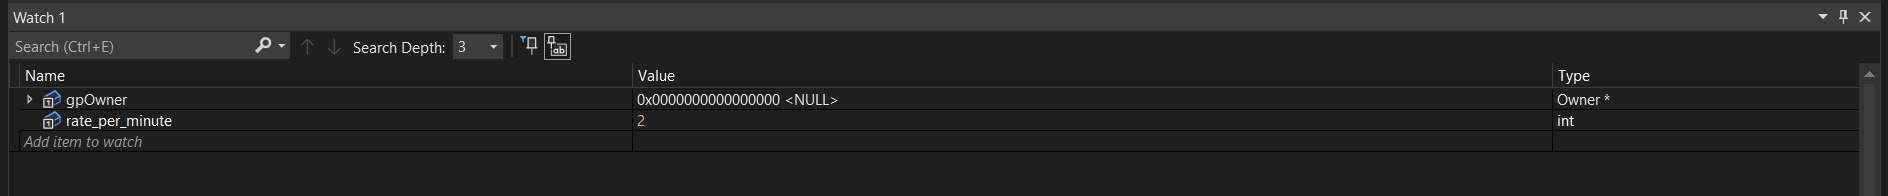 Watch 1
Search (Ctrl+E) Search Depth: 3
Name Value Type
gpOwner 0x0000000000000000 <NULL> Owner *
rate_per_minute 2 int
Add item to watch